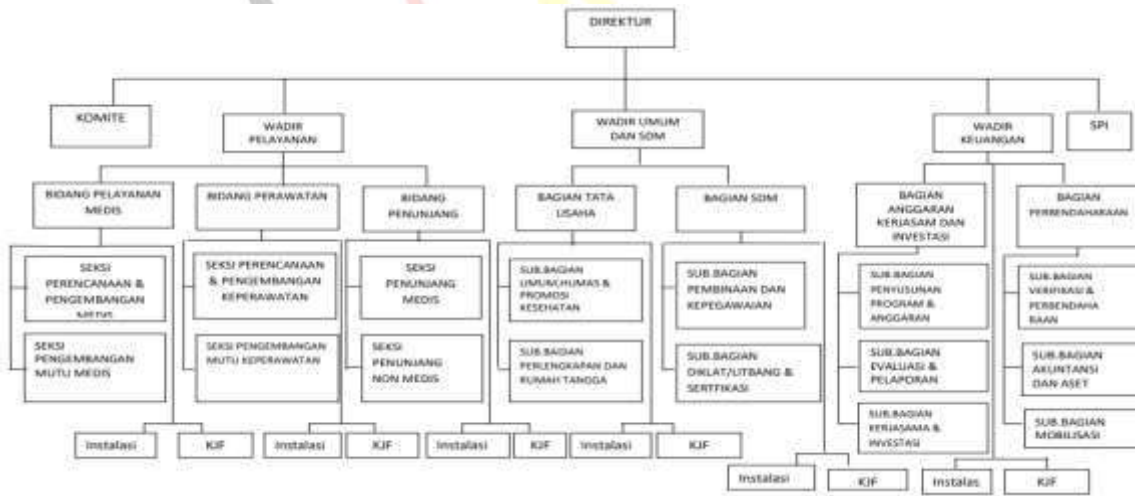 DIREKTUR
KOMITE
WADIR
PELAYANAN
WADIR UMUM
DAN SDM
WADIR
KEUANGAN
SPI
BIDANG PELAYANAN
MEDIS
BIDANG PERAWATAN
BIDANG
PENUNJANG
BAGIAN TATA
USAHA
BAGIAN SDM
BAGIAN
ANGGARAN
KERJASAM DAN
INVESTASI
BAGIAN
PERBENDAHARAAN
SEKSI
PERENCANAAN &
PENGEMBANGAN
SEKSI PERENCANAAN
& PENGEMBANGAN
KEPERAWATAN
SEKSI
PENUNJANG
MEDIS
SUB.BAGIAN
UMUM,HUMAS &
PROMOSI
KESEHATAN
SUB.BAGIAN
PEMBINAAN DAN
KEPEGAWAIAN
SUB.BAGIAN
PENYUSUNAN
PROGRAM &
ANGGARAN
SUB.BAGIAN
VERIFIKASI &
PERBENDAHA
RAAN
SEKSI
PENGEMBANGAN
MUTU MEDIS
SEKSI PENGEMBANGAN
MUTU KEPERAWATAN
SEKSI
PENUNJANG
NON MEDIS
SUB.BAGIAN
PERLENGKAPAN DAN
RUMAH TANGGA
SUB.BAGIAN
DIKLAT/LITBANG &
SERTFIKASI
SUB.BAGIAN
EVALUASI &
PELAPORAN
SUB.BAGIAN
AKUNTANSI
DAN ASET
SUB.BAGIAN
KERJASAMA &
INVESTASI
SUB.BAGIAN
MOBILISASI
Instalasi
KJF
Instalasi
KJF
Instalasi
KJF
Instalasi
KJF
Instalasi
KJF
Instalas
KJF